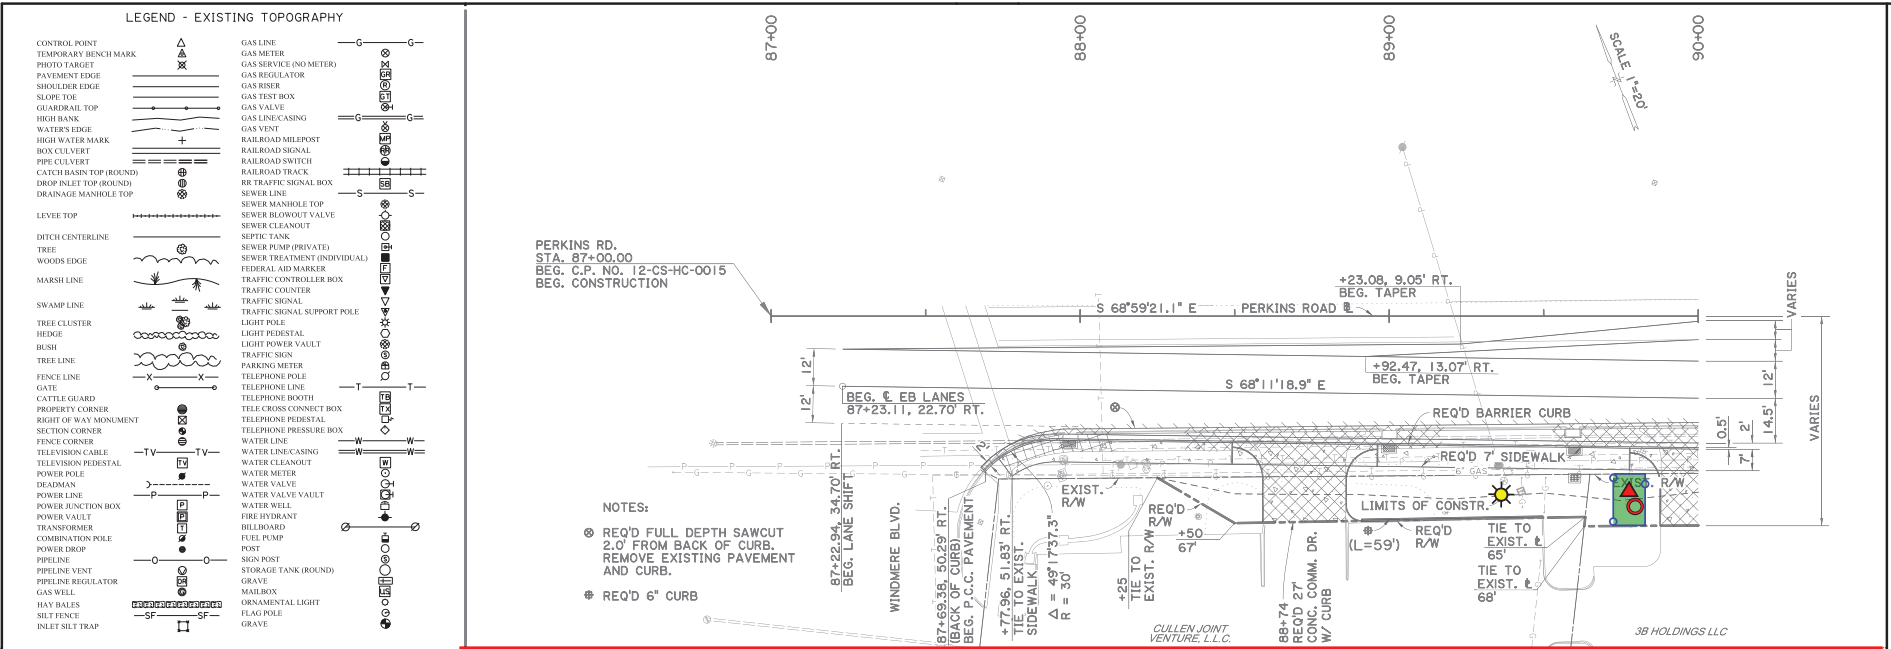 LEGEND - EXISTING TOPOGRAPHY
CONTROL POINT
TEMPORARY BENCH MARK
PHOTO TARGET
PAVEMENT EDGE
SHOULDER EDGE
SLOPE TOE
GUARDRAIL TOP
HIGH BANK
WATER'S EDGE
HIGH WATER MARK
BOX CULVERT
PIPE CULVERT
CATCH BASIN TOP (ROUND)
DROP INLET TOP (ROUND)
DRAINAGE MANHOLE TOP
LEVEE TOP
DITCH CENTERLINE
TREE
WOODS EDGE
MARSH LINE
SWAMP LINE
TREE CLUSTER
HEDGE
BUSH
TREE LINE
FENCE LINE X X
GATE
CATTLE GUARD
PROPERTY CORNER
RIGHT OF WAY MONUMENT
SECTION CORNER
FENCE CORNER
TELEVISION CABLE TV TV
TELEVISION PEDESTAL TV
POWER POLE
DEADMAN
POWER LINE P P
POWER JUNCTION BOX P
POWER VAULT P
TRANSFORMER T
COMBINATION POLE
POWER DROP
PIPELINE O O
PIPELINE VENT
PIPELINE REGULATOR
GAS WELL
HAY BALES
SILT FENCE SF SF
INLET SILT TRAP
GAS LINE G G
GAS METER
GAS SERVICE (NO METER)
GAS REGULATOR GR
GAS RISER R
GAS TEST BOX GT
GAS VALVE
GAS LINE/CASING G G
GAS VENT
RAILROAD MILEPOST MP
RAILROAD SIGNAL
RAILROAD SWITCH
RAILROAD TRACK
RR TRAFFIC SIGNAL BOX SB
SEWER LINE S S
SEWER MANHOLE TOP
SEWER BLOWOUT VALVE
SEWER CLEANOUT
SEPTIC TANK
SEWER PUMP (PRIVATE)
SEWER TREATMENT (INDIVIDUAL)
FEDERAL AID MARKER F
TRAFFIC CONTROLLER BOX
TRAFFIC COUNTER
TRAFFIC SIGNAL
TRAFFIC SIGNAL SUPPORT POLE
LIGHT POLE
LIGHT PEDESTAL
LIGHT POWER VAULT
TRAFFIC SIGN S
PARKING METER
TELEPHONE POLE
TELEPHONE LINE T T
TELEPHONE BOOTH TB
TELE CROSS CONNECT BOX TX
TELEPHONE PEDESTAL
TELEPHONE PRESSURE BOX
WATER LINE W W
WATER LINE/CASING W W
WATER CLEANOUT W
WATER METER
WATER VALVE
WATER VALVE VAULT
WATER WELL
FIRE HYDRANT
BILLBOARD
FUEL PUMP
POST
SIGN POST S
STORAGE TANK (ROUND)
GRAVE
MAILBOX
ORNAMENTAL LIGHT
FLAG POLE
GRAVE
87+00
88+00
89+00
90+00
SCALE 1"=20'
PERKINS RD.
STA. 87+00.00
BEG. C.P. NO. 12-CS-HC-0015
BEG. CONSTRUCTION
S 68°59'21.1" E
PERKINS ROAD ℄
+23.08, 9.05' RT.
BEG. TAPER
VARIES
VARIES
12'
12'
BEG. ℄ EB LANES
87+23.11, 22.70' RT.
S 68°11'18.9" E
+92.47, 13.07' RT.
BEG. TAPER
12'
14.5'
2'
0.5'
7'
REQ'D BARRIER CURB
REQ'D 7' SIDEWALK
6" GAS
EXIST. R/W
LIMITS OF CONSTR.
EXIST.
R/W
REQ'D
R/W
+50
67'
(L=59')
REQ'D
R/W
TIE TO
EXIST. ℄
65'
TIE TO
EXIST. ℄
68'
NOTES:
REQ'D FULL DEPTH SAWCUT
2.0' FROM BACK OF CURB.
REMOVE EXISTING PAVEMENT
AND CURB.
REQ'D 6" CURB
87+22.94, 34.70' RT.
BEG. LANE SHIFT
WINDMERE BLVD.
87+69.38, 50.29' RT.
(BACK OF CURB)
BEG. P.C.C. PAVEMENT
+77.96, 51.83' RT.
TIE TO EXIST.
SIDEWALK
Δ = 49°17'37.3"
R = 30'
+25
TIE TO
EXIST. R/W
88+74
REQ'D 27'
CONC. COMM. DR.
W/ CURB
CULLEN JOINT
VENTURE, L.L.C.
3B HOLDINGS LLC